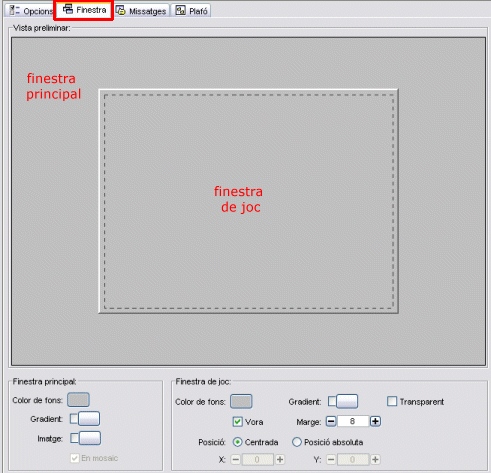 Opcions Finestra Missatges Plafó
Vista preliminar:
finestra
principal
finestra
de joc
Finestra principal:
Color de fons:
Gradient:
Imatge:
En mosaic
Finestra de joc:
Color de fons: Gradient: Transparent
Vora Marge: 8
Posició: Centrada Posició absoluta
X: 0 Y: 0